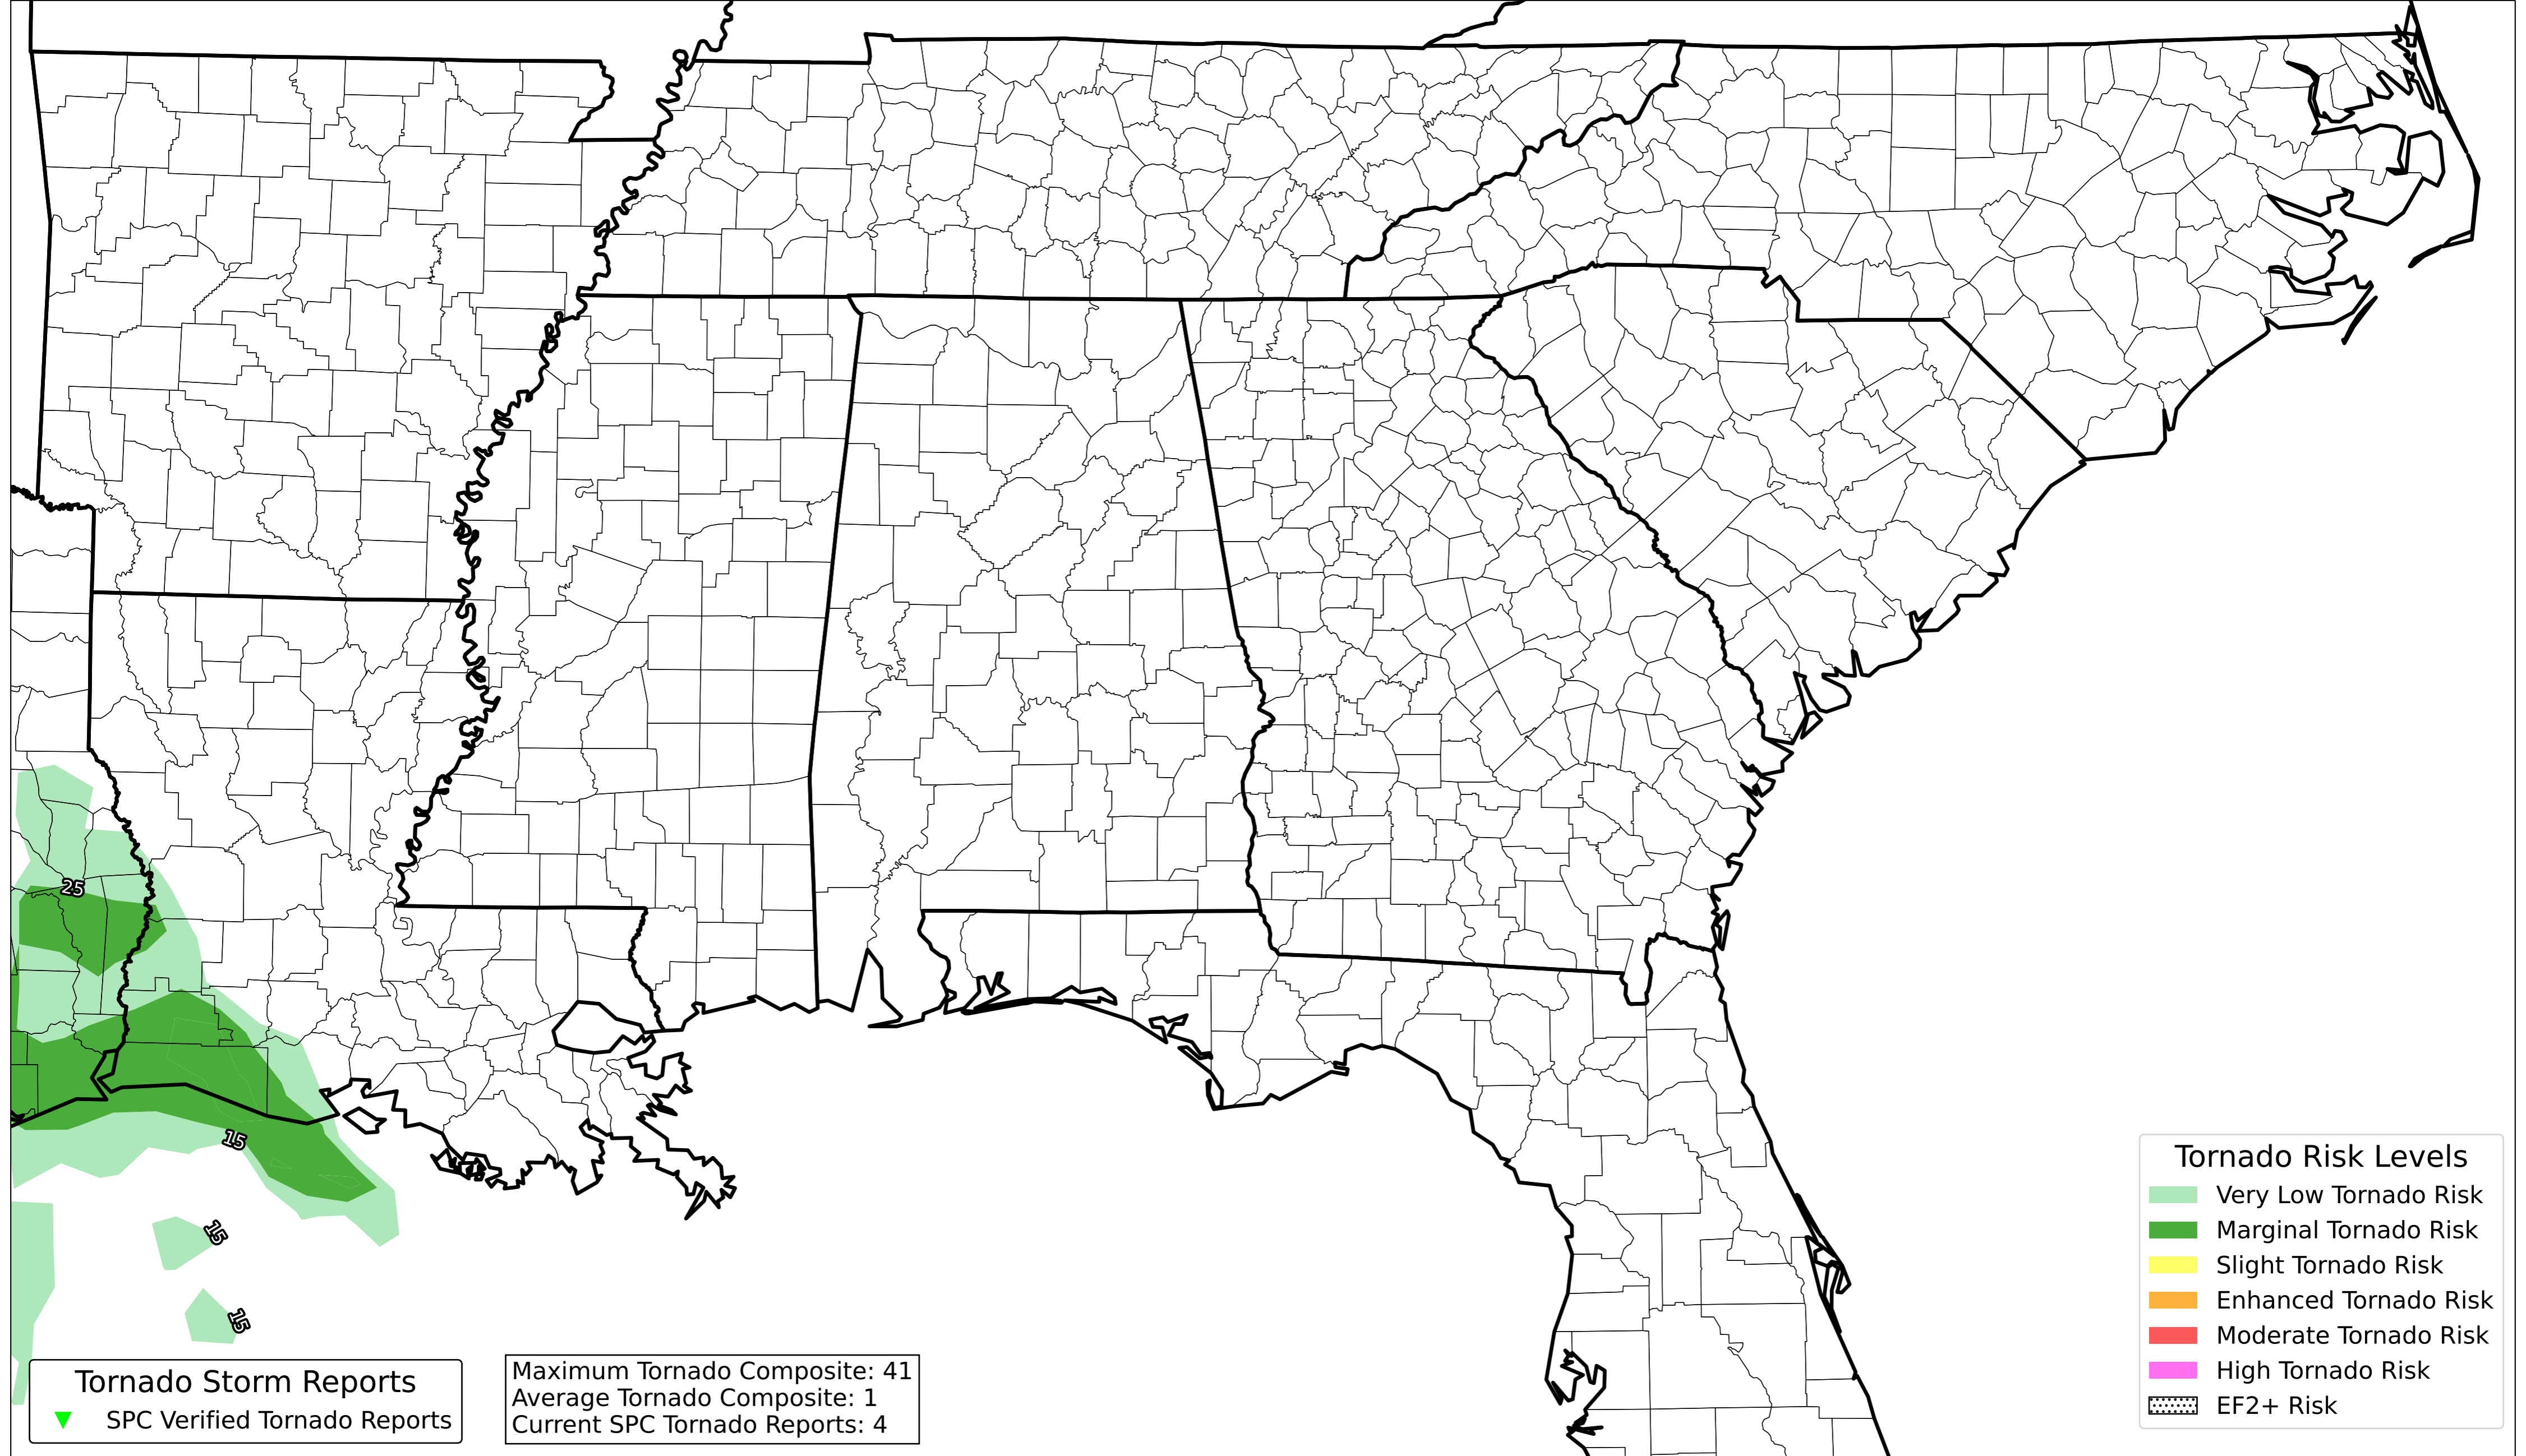 25
15
15
15
Tornado Storm Reports
SPC Verified Tornado Reports
Maximum Tornado Composite: 41
Average Tornado Composite: 1
Current SPC Tornado Reports: 4
Tornado Risk Levels
Very Low Tornado Risk
Marginal Tornado Risk
Slight Tornado Risk
Enhanced Tornado Risk
Moderate Tornado Risk
High Tornado Risk
EF2+ Risk